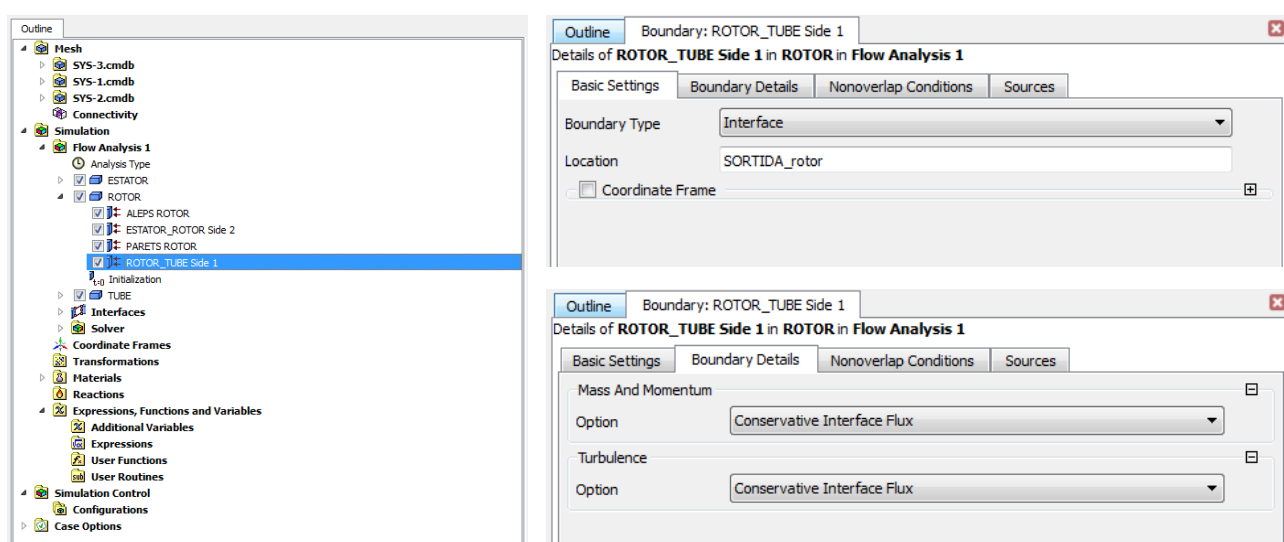 Outline
Mesh
SYS-3.cmdb
SYS-1.cmdb
SYS-2.cmdb
Connectivity
Simulation
Flow Analysis 1
Analysis Type
ESTATOR
ROTOR
ALEPS ROTOR
ESTATOR_ROTOR Side 2
PARETS ROTOR
ROTOR_TUBE Side 1
t=0 Initialization
TUBE
Interfaces
Solver
Coordinate Frames
Transformations
Materials
Reactions
Expressions, Functions and Variables
Additional Variables
Expressions
User Functions
sub User Routines
Simulation Control
Configurations
Case Options
Outline Boundary: ROTOR_TUBE Side 1
Details of ROTOR_TUBE Side 1 in ROTOR in Flow Analysis 1
Basic Settings Boundary Details Nonoverlap Conditions Sources
Boundary Type Interface
Location SORTIDA_rotor
Coordinate Frame
Outline Boundary: ROTOR_TUBE Side 1
Details of ROTOR_TUBE Side 1 in ROTOR in Flow Analysis 1
Basic Settings Boundary Details Nonoverlap Conditions Sources
Mass And Momentum
Option Conservative Interface Flux
Turbulence
Option Conservative Interface Flux